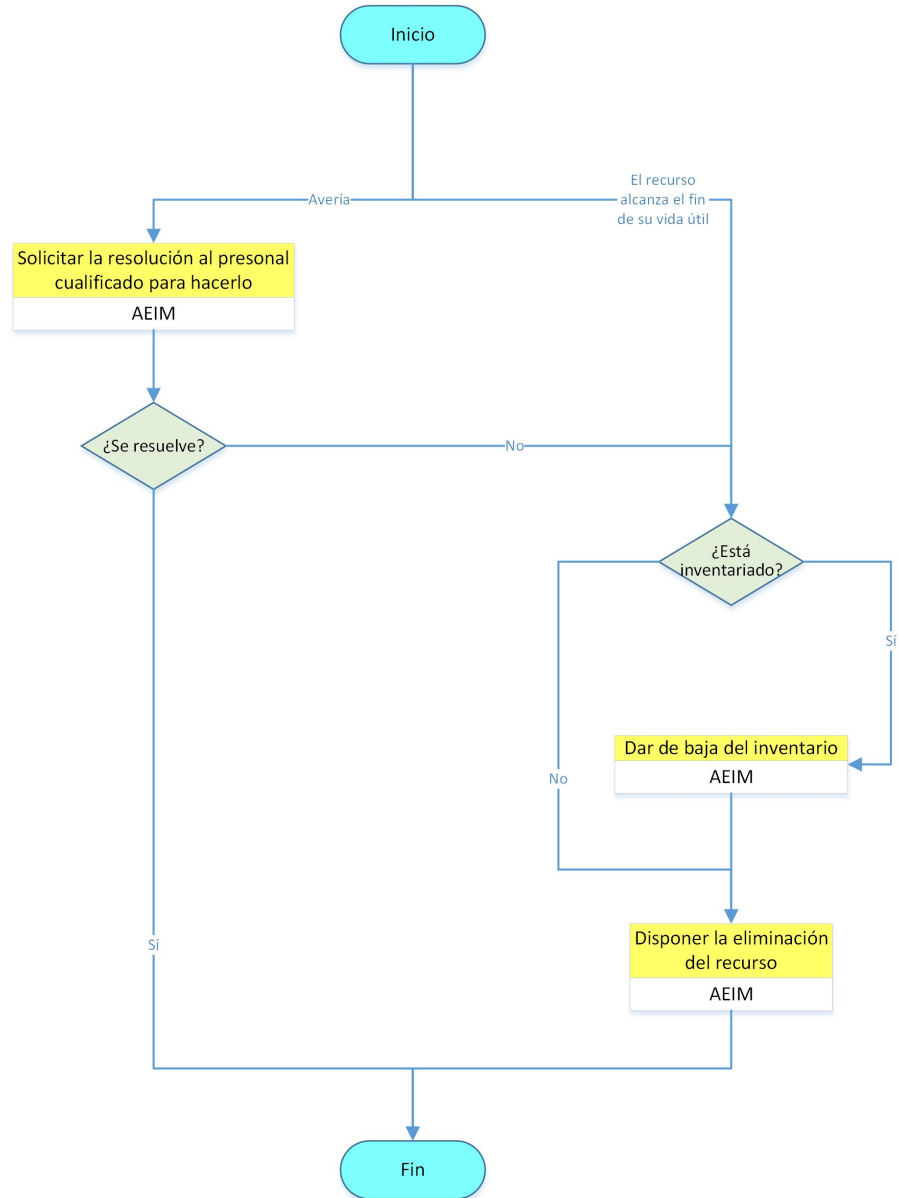 Inicio
Avería
El recurso
alcanza el fin
de su vida útil
Solicitar la resolución al presonal
cualificado para hacerlo
AEIM
¿Se resuelve?
No
¿Está
inventariado?
Sí
Dar de baja del inventario
AEIM
No
Disponer la eliminación
del recurso
AEIM
Sí
Fin